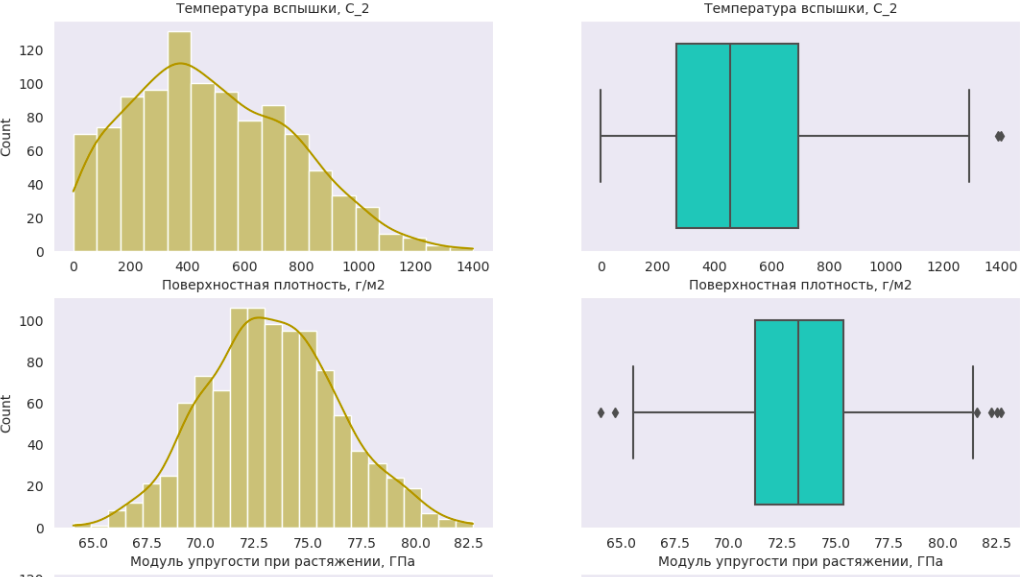 Температура вспышки, С_2
Температура вспышки, С_2
Count
120
100
80
60
40
20
0
0 200 400 600 800 1000 1200 1400
0 200 400 600 800 1000 1200 1400
Поверхностная плотность, г/м2
Поверхностная плотность, г/м2
Count
100
80
60
40
20
0
65.0 67.5 70.0 72.5 75.0 77.5 80.0 82.5
65.0 67.5 70.0 72.5 75.0 77.5 80.0 82.5
Модуль упругости при растяжении, ГПа
Модуль упругости при растяжении, ГПа